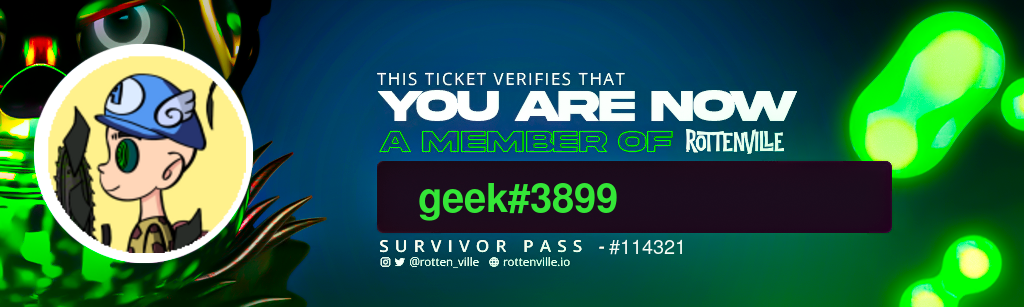 THIS TICKET VERIFIES THAT
YOU ARE NOW
A MEMBER OF ROTTENVILLE
geek#3899
SURVIVOR PASS - #114321
@rotten_ville rottenville.io